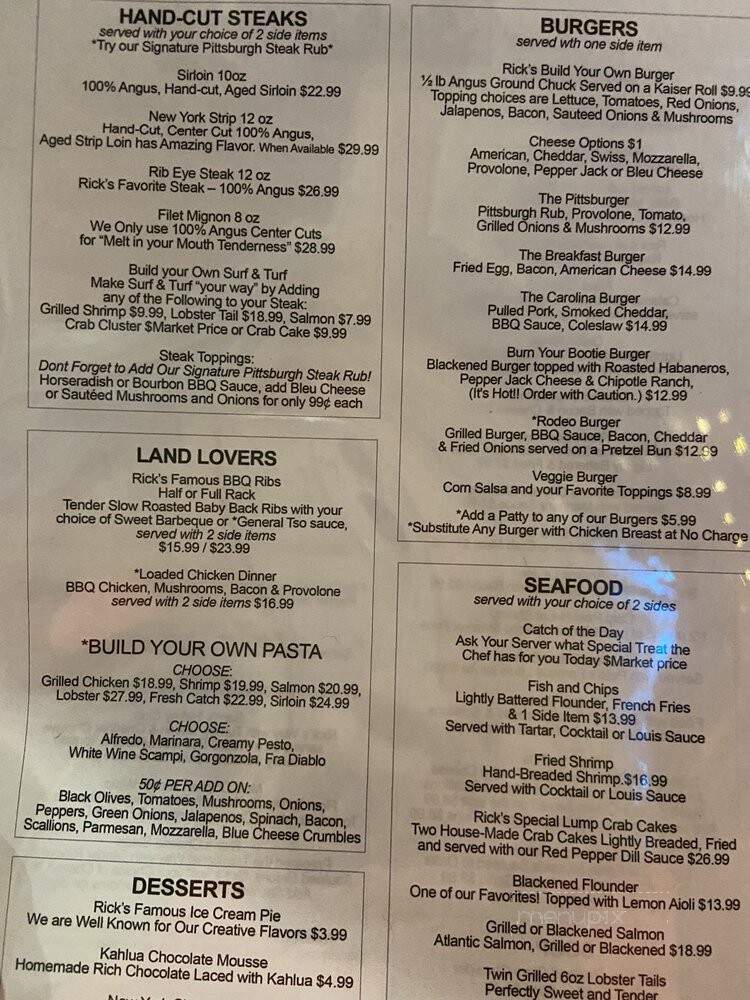 HAND-CUT STEAKS
served with your choice of 2 side items
*Try our Signature Pittsburgh Steak Rub*
Sirloin 10oz
100% Angus, Hand-cut, Aged Sirloin $22.99
New York Strip 12 oz
Hand-Cut, Center Cut 100% Angus,
Aged Strip Loin has Amazing Flavor. When Available $29.99
Rib Eye Steak 12 oz
Rick's Favorite Steak – 100% Angus $26.99
Filet Mignon 8 oz
We Only use 100% Angus Center Cuts
for “Melt in your Mouth Tenderness” $28.99
Build your Own Surf & Turf
Make Surf & Turf “your way” by Adding
any of the Following to your Steak:
Grilled Shrimp $9.99, Lobster Tail $18.99, Salmon $7.99
Crab Cluster $Market Price or Crab Cake $9.99
Steak Toppings:
Dont Forget to Add Our Signature Pittsburgh Steak Rub!
Horseradish or Bourbon BBQ Sauce, add Bleu Cheese
or Sautéed Mushrooms and Onions for only 99¢ each
LAND LOVERS
Rick's Famous BBQ Ribs
Half or Full Rack
Tender Slow Roasted Baby Back Ribs with your
choice of Sweet Barbeque or *General Tso sauce,
served with 2 side items
$15.99 / $23.99
*Loaded Chicken Dinner
BBQ Chicken, Mushrooms, Bacon & Provolone
served with 2 side items $16.99
*BUILD YOUR OWN PASTA
CHOOSE:
Grilled Chicken $18.99, Shrimp $19.99, Salmon $20.99,
Lobster $27.99, Fresh Catch $22.99, Sirloin $24.99
CHOOSE:
Alfredo, Marinara, Creamy Pesto,
White Wine Scampi, Gorgonzola, Fra Diablo
50¢ PER ADD ON:
Black Olives, Tomatoes, Mushrooms, Onions,
Peppers, Green Onions, Jalapenos, Spinach, Bacon,
Scallions, Parmesan, Mozzarella, Blue Cheese Crumbles
DESSERTS
Rick's Famous Ice Cream Pie
We are Well Known for Our Creative Flavors $3.99
Kahlua Chocolate Mousse
Homemade Rich Chocolate Laced with Kahlua $4.99
New York
BURGERS
served wth one side item
Rick's Build Your Own Burger
½ lb Angus Ground Chuck Served on a Kaiser Roll $9.99
Topping choices are Lettuce, Tomatoes, Red Onions,
Jalapenos, Bacon, Sauteed Onions & Mushrooms
Cheese Options $1
American, Cheddar, Swiss, Mozzarella,
Provolone, Pepper Jack or Bleu Cheese
The Pittsburger
Pittsburgh Rub, Provolone, Tomato,
Grilled Onions & Mushrooms $12.99
The Breakfast Burger
Fried Egg, Bacon, American Cheese $14.99
The Carolina Burger
Pulled Pork, Smoked Cheddar,
BBQ Sauce, Coleslaw $14.99
Burn Your Bootie Burger
Blackened Burger topped with Roasted Habaneros,
Pepper Jack Cheese & Chipotle Ranch,
(It's Hot!! Order with Caution.) $12.99
*Rodeo Burger
Grilled Burger, BBQ Sauce, Bacon, Cheddar
& Fried Onions served on a Pretzel Bun $12.99
Veggie Burger
Corn Salsa and your Favorite Toppings $8.99
*Add a Patty to any of our Burgers $5.99
*Substitute Any Burger with Chicken Breast at No Charge
SEAFOOD
served with your choice of 2 sides
Catch of the Day
Ask Your Server what Special Treat the
Chef has for you Today $Market price
Fish and Chips
Lightly Battered Flounder, French Fries
& 1 Side Item $13.99
Served with Tartar, Cocktail or Louis Sauce
Fried Shrimp
Hand-Breaded Shrimp.$16.99
Served with Cocktail or Louis Sauce
Rick's Special Lump Crab Cakes
Two House-Made Crab Cakes Lightly Breaded, Fried
and served with our Red Pepper Dill Sauce $26.99
Blackened Flounder
One of our Favorites! Topped with Lemon Aioli $13.99
menupix
Grilled or Blackened Salmon
Atlantic Salmon, Grilled or Blackened $18.99
Twin Grilled 6oz Lobster Tails
Perfectly Sweet and Tender